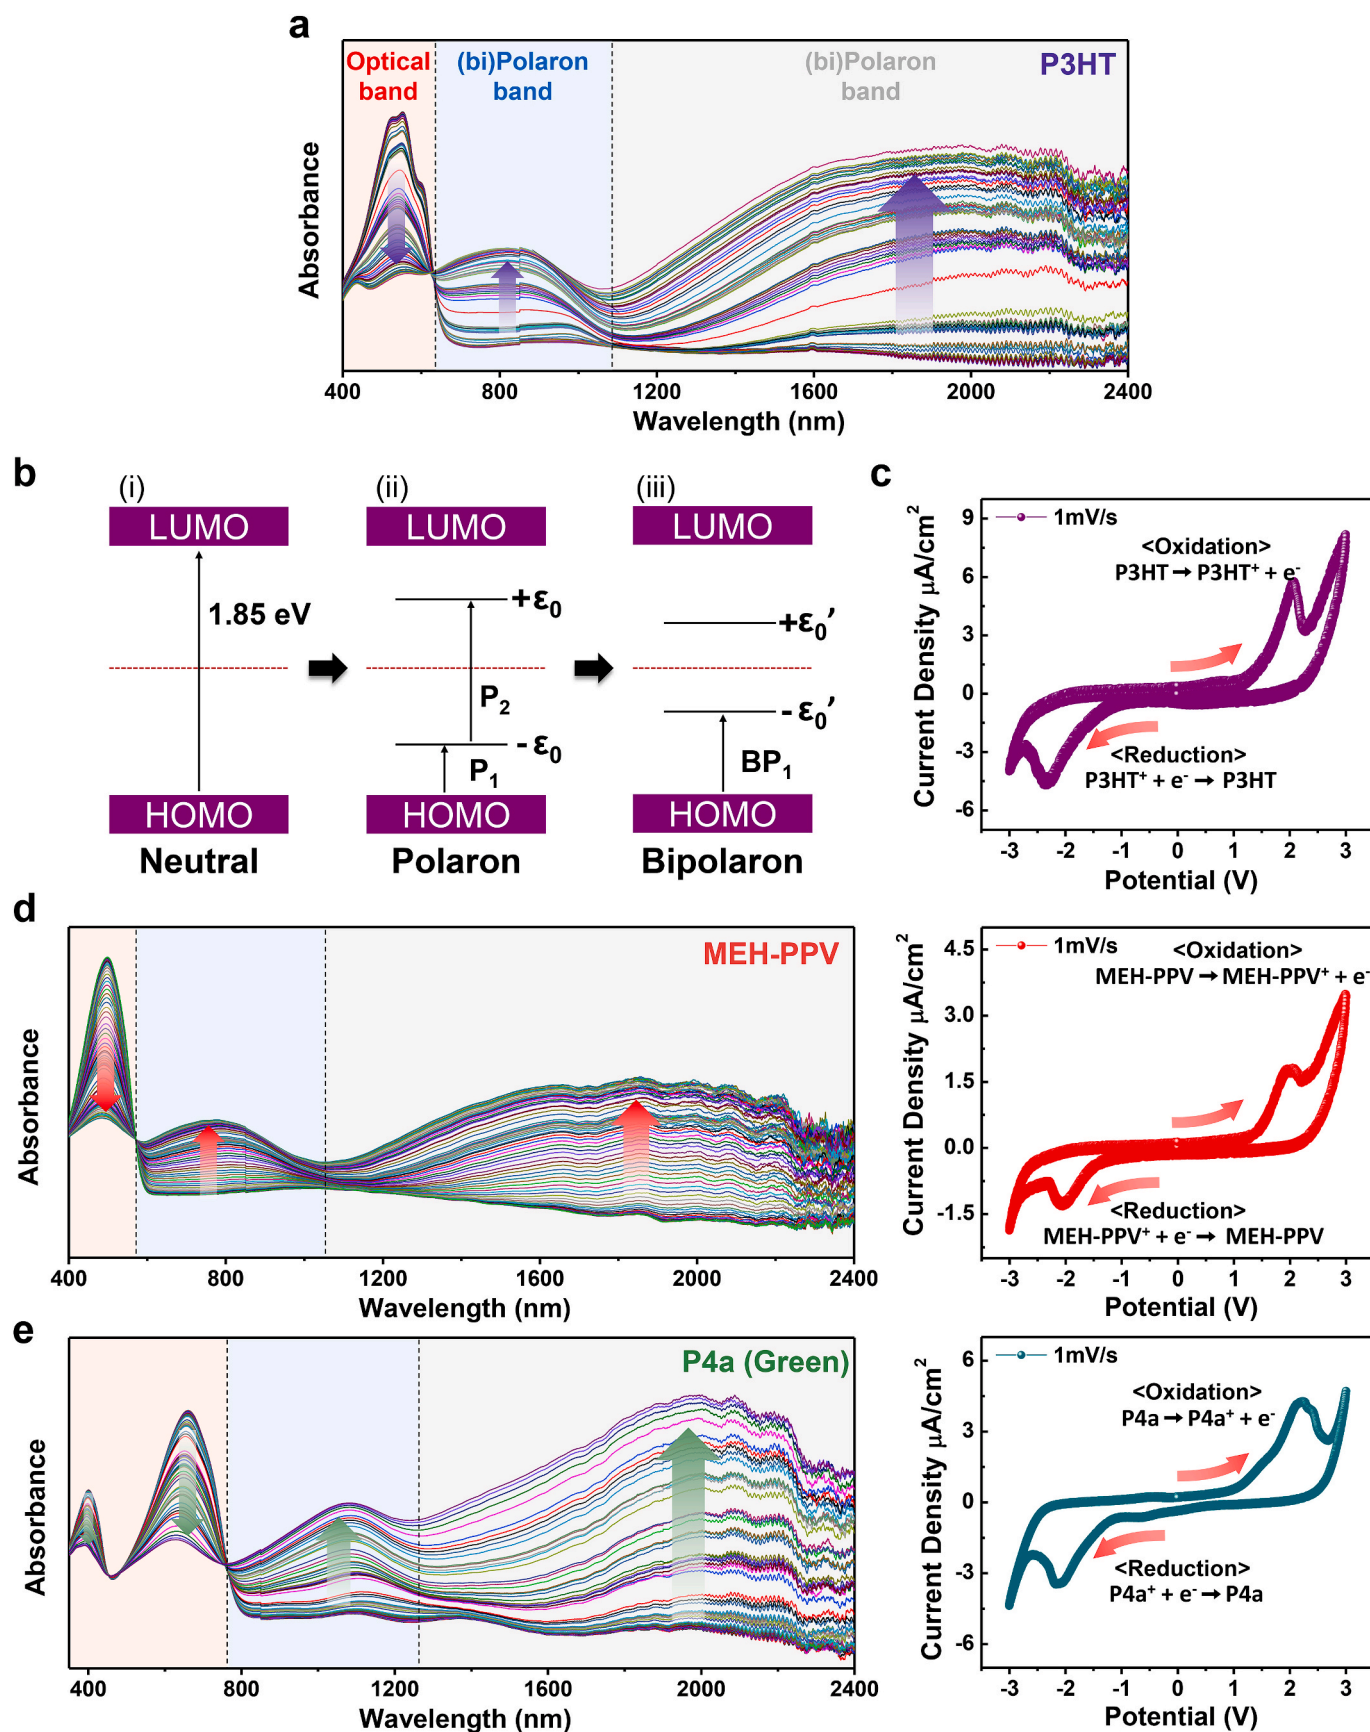 a
Optical band
(bi)Polaron band
(bi)Polaron band
P3HT
Absorbance
400 800 1200 1600 2000 2400
Wavelength (nm)
b
(i) (ii) (iii)
LUMO LUMO LUMO
1.85 eV
+ε0
+ε0’
P2
-ε0
-ε0’
P1
BP1
HOMO HOMO HOMO
Neutral Polaron Bipolaron
c
1mV/s
<Oxidation>
P3HT → P3HT+ + e-
<Reduction>
P3HT+ + e- → P3HT
Current Density μA/cm2
9
6
3
0
-3
-6
-3 -2 -1 0 1 2 3
Potential (V)
d
MEH-PPV
Absorbance
400 800 1200 1600 2000 2400
Wavelength (nm)
1mV/s
<Oxidation>
MEH-PPV → MEH-PPV+ + e-
<Reduction>
MEH-PPV+ + e- → MEH-PPV
Current Density μA/cm2
4.5
3.0
1.5
0.0
-1.5
-3 -2 -1 0 1 2 3
Potential (V)
e
P4a (Green)
Absorbance
400 800 1200 1600 2000 2400
Wavelength (nm)
1mV/s
<Oxidation>
P4a → P4a+ + e-
<Reduction>
P4a+ + e- → P4a
Current Density μA/cm2
6
3
0
-3
-6
-3 -2 -1 0 1 2 3
Potential (V)